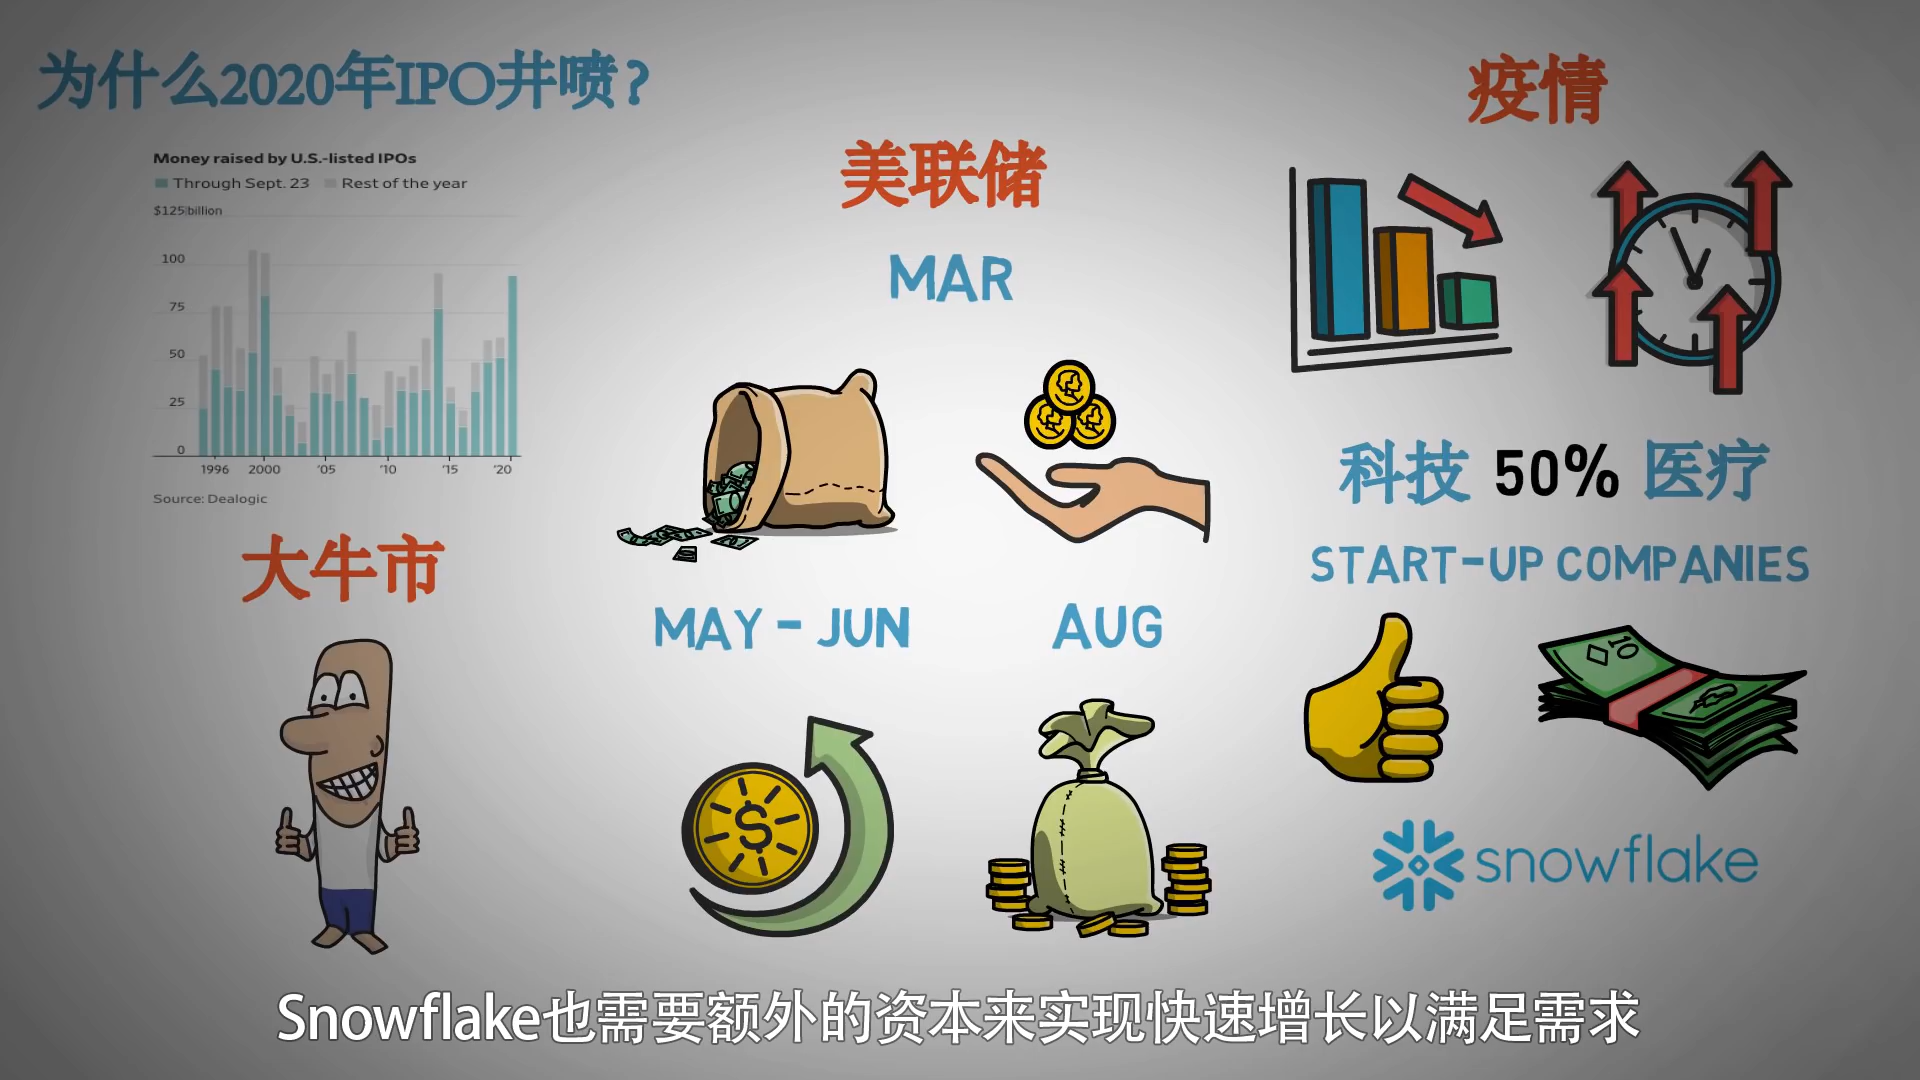 为什么2020年IPO井喷?
Money raised by U.S.-listed IPOs
Through Sept. 23 Rest of the year
$125 billion
100
75
50
25
0
1996 2000 '05 '10 '15 '20
Source: Dealogic
大牛市
美联储
MAR
MAY - JUN
AUG
疫情
科技 50% 医疗
START-UP COMPANIES
snowflake
Snowflake也需要额外的资本来实现快速增长以满足需求